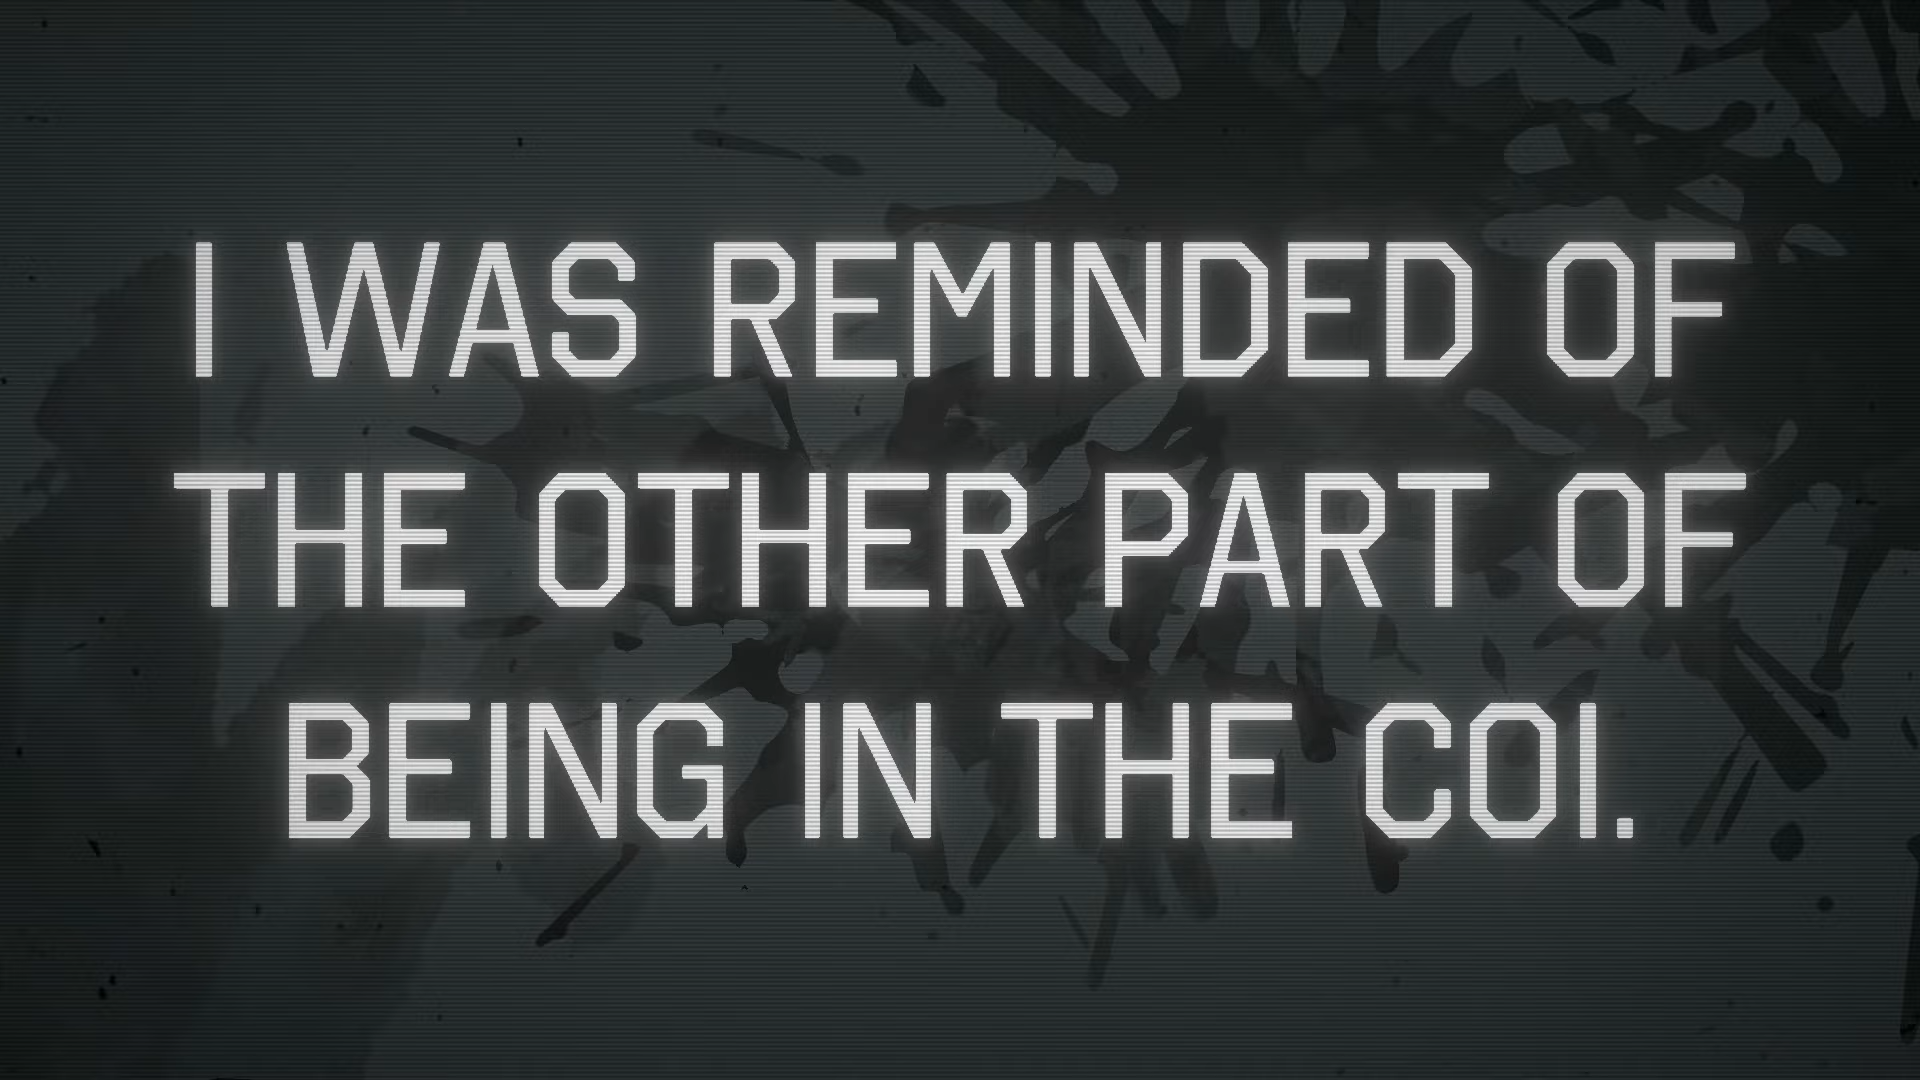 I WAS REMINDED OF
THE OTHER PART OF
BEING IN THE COI.